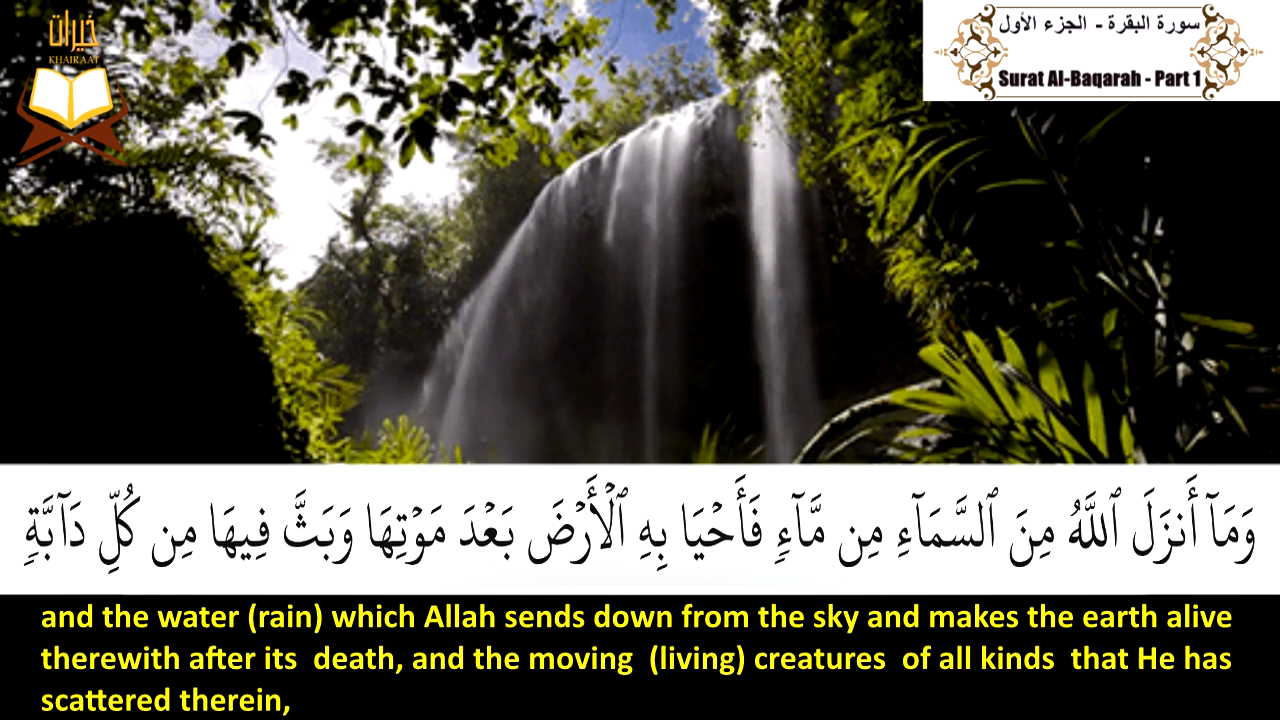 خيرات
KHAIRAAT
سورة البقرة - الجزء الأول
Surat Al-Baqarah - Part 1
وَمَآ أَنزَلَ ٱللَّهُ مِنَ ٱلسَّمَآءِ مِن مَّآءٍ فَأَحْيَا بِهِ ٱلْأَرْضَ بَعْدَ مَوْتِهَا وَبَثَّ فِيهَا مِن كُلِّ دَآبَّةٍ
and the water (rain) which Allah sends down from the sky and makes the earth alive
therewith after its death, and the moving (living) creatures of all kinds that He has
scattered therein,